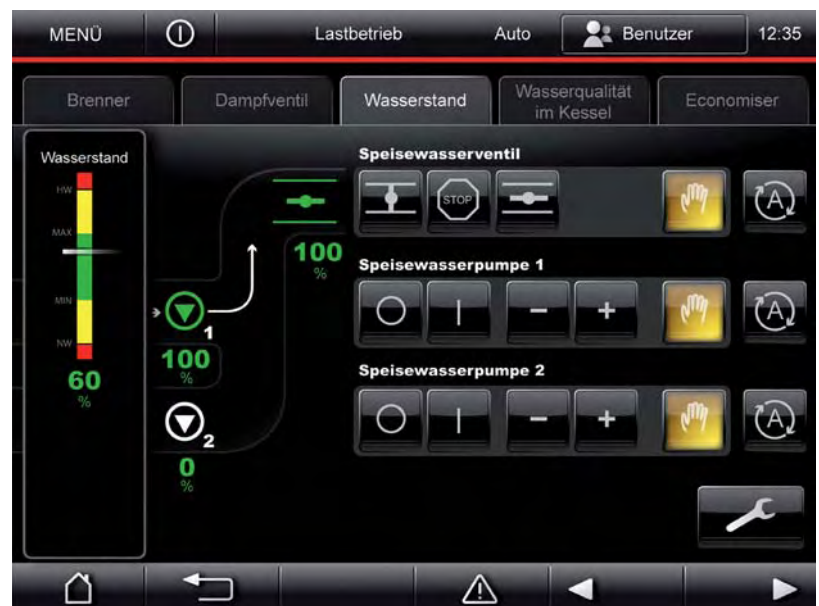 MENÜ
Lastbetrieb
Auto
Benutzer
12:35
Brenner
Dampfventil
Wasserstand
Wasserqualität
im Kessel
Economiser
Wasserstand
HW
MAX
MIN
NW
60
%
1
100
%
2
0
%
100
%
Speisewasserventil
STOP
A
Speisewasserpumpe 1
A
Speisewasserpumpe 2
A